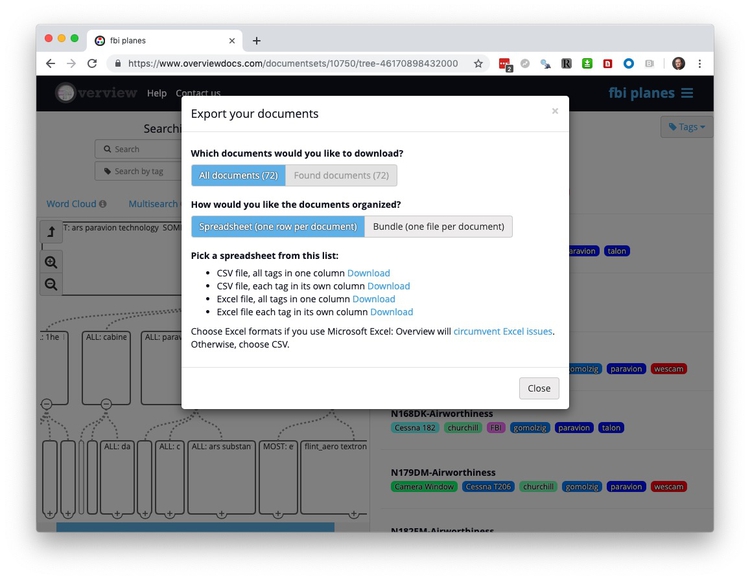 fbi planes
https://www.overviewdocs.com/documentsets/10750/tree-46170898432000
2
verview Help Contact us
fbi planes
Export your documents
Searchi
Tags
Search
Search by tag
Which documents would you like to download?
All documents (72) Found documents (72)
How would you like the documents organized?
Word Cloud Multisearch
Spreadsheet (one row per document) Bundle (one file per document)
T: ars paravion technology SOM
aravion talon
Pick a spreadsheet from this list:
CSV file, all tags in one column Download
CSV file, each tag in its own column Download
Excel file, all tags in one column Download
Excel file each tag in its own column Download
Choose Excel formats if you use Microsoft Excel: Overview will circumvent Excel issues.
Otherwise, choose CSV.
ALL: cabine ALL: parav
gomolzig paravion wescam
Close
N168DK-Airworthiness
Cessna 182 churchill FBI gomolzig paravion talon
ALL: da ALL: c ALL: ars substan MOST: e flint_aero textron
N179DM-Airworthiness
Camera Window Cessna T206 churchill gomolzig paravion wescam
N182EM-Airworthiness